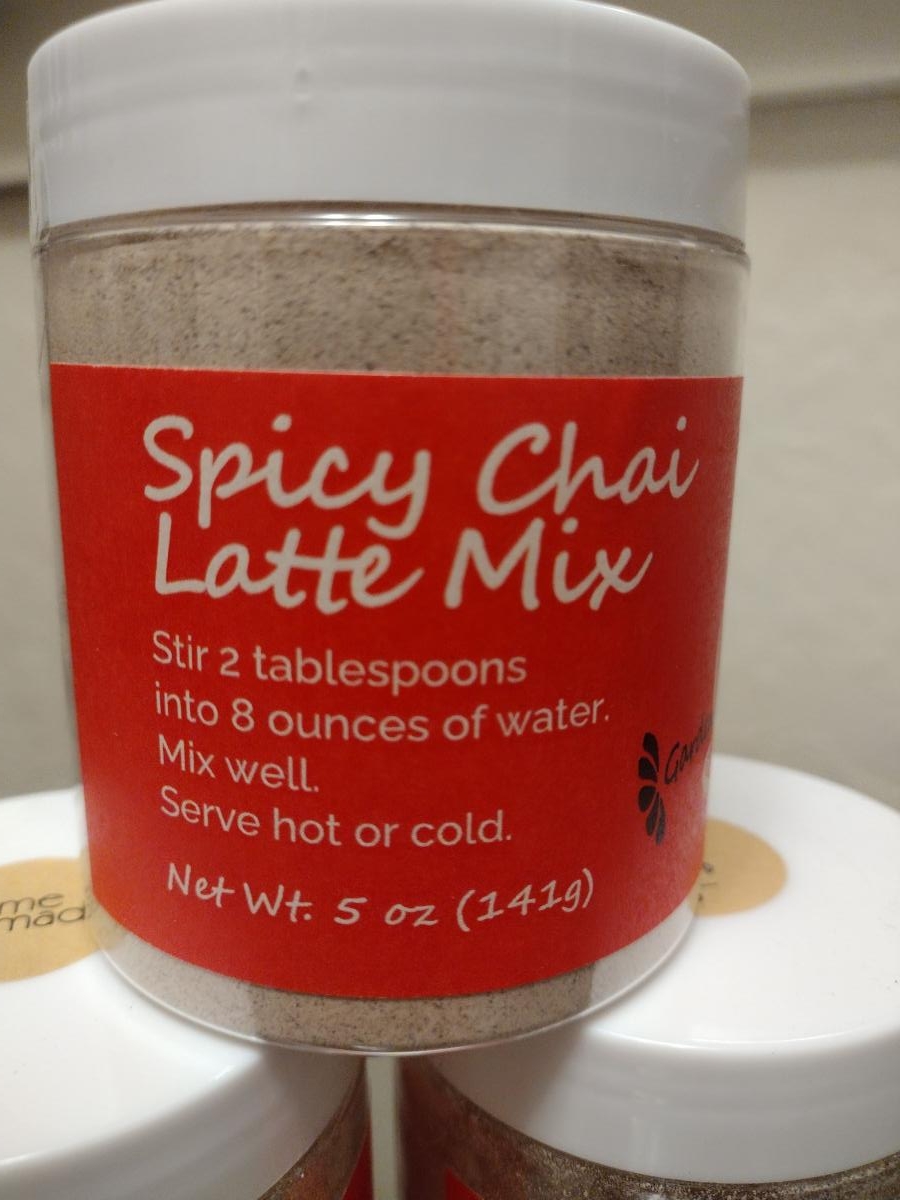 Spicy Chai
Latte Mix
Stir 2 tablespoons
into 8 ounces of water.
Mix well.
Serve hot or cold.
Net Wt. 5 oz (141g)